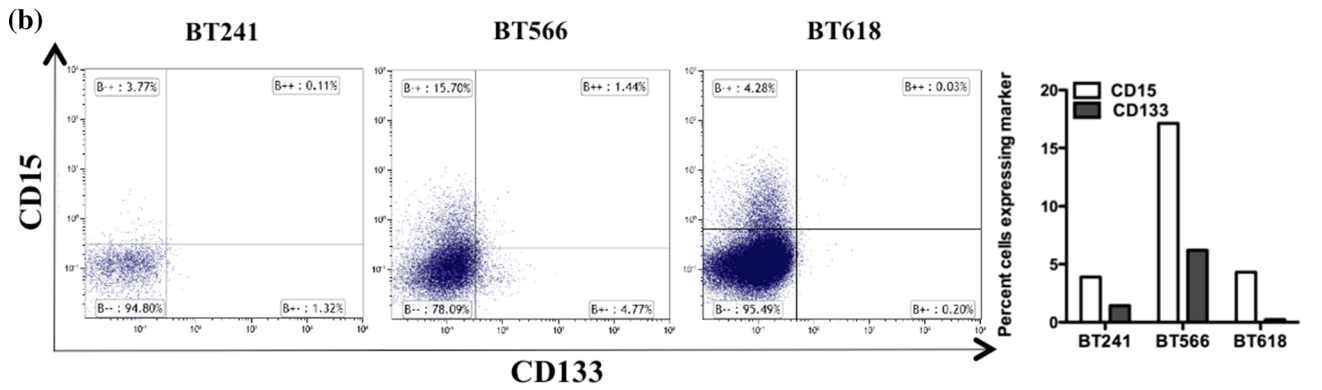 (b)
BT241
BT566
BT618
CD15
B-+ : 3.77%
B++ : 0.11%
B-- : 94.80%
B+- : 1.32%
B-+ : 15.70%
B++ : 1.44%
B-- : 78.09%
B+- : 4.77%
B-+ : 4.28%
B++ : 0.03%
B-- : 95.49%
B+- : 0.20%
CD133
Percent cells expressing marker
CD15
CD133
20
15
10
5
0
BT241 BT566 BT618